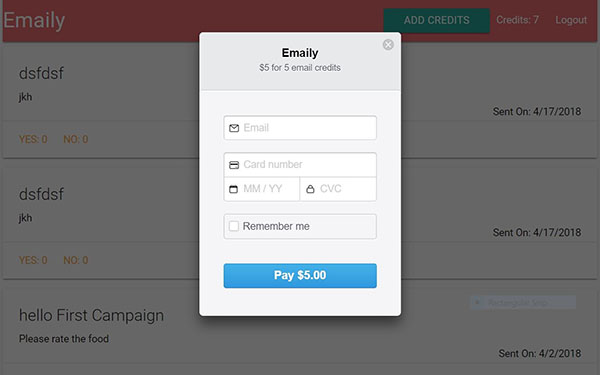 Emaily
ADD CREDITS
Credits: 7
Logout
dsfdsf
jkh
Sent On: 4/17/2018
YES: 0
NO: 0
dsfdsf
jkh
Sent On: 4/17/2018
YES: 0
NO: 0
hello First Campaign
Please rate the food
Sent On: 4/2/2018
Rectangular Snip
Emaily
$5 for 5 email credits
Email
Card number
MM / YY
CVC
Remember me
Pay $5.00